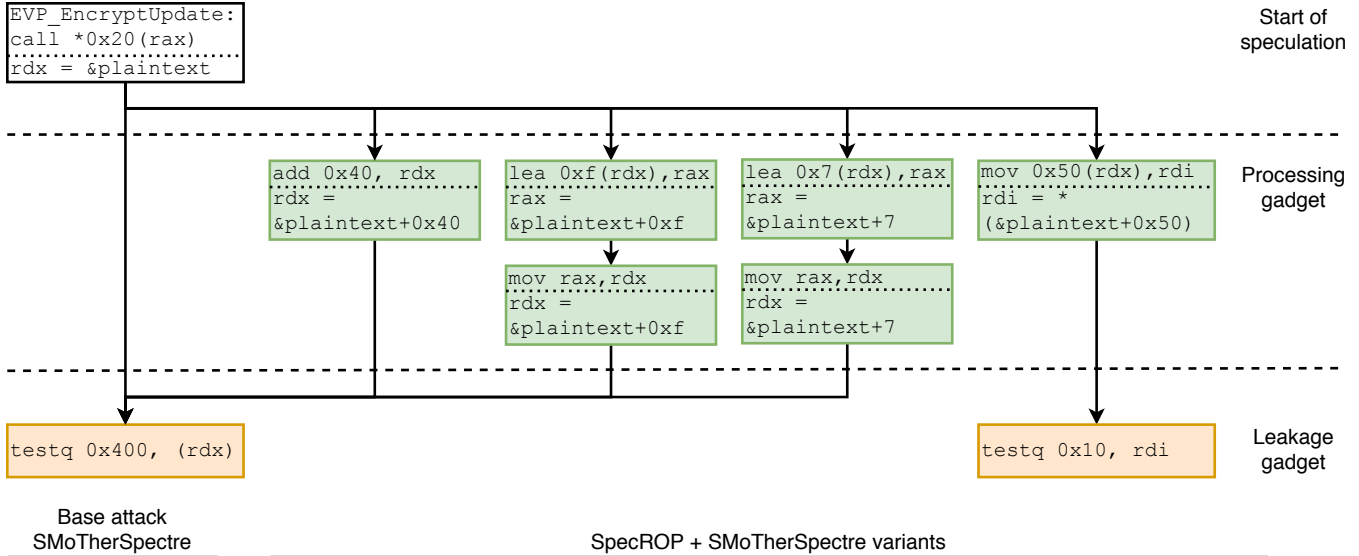 EVP_EncryptUpdate:
call *0x20(rax)
rdx = &plaintext
Start of
speculation
add 0x40, rdx
rdx =
&plaintext+0x40
lea 0xf(rdx),rax
rax =
&plaintext+0xf
lea 0x7(rdx),rax
rax =
&plaintext+7
mov 0x50(rdx),rdi
rdi = *
(&plaintext+0x50)
Processing
gadget
mov rax,rdx
rdx =
&plaintext+0xf
mov rax,rdx
rdx =
&plaintext+7
testq 0x400, (rdx)
testq 0x10, rdi
Leakage
gadget
Base attack
SMoTherSpectre
SpecROP + SMoTherSpectre variants